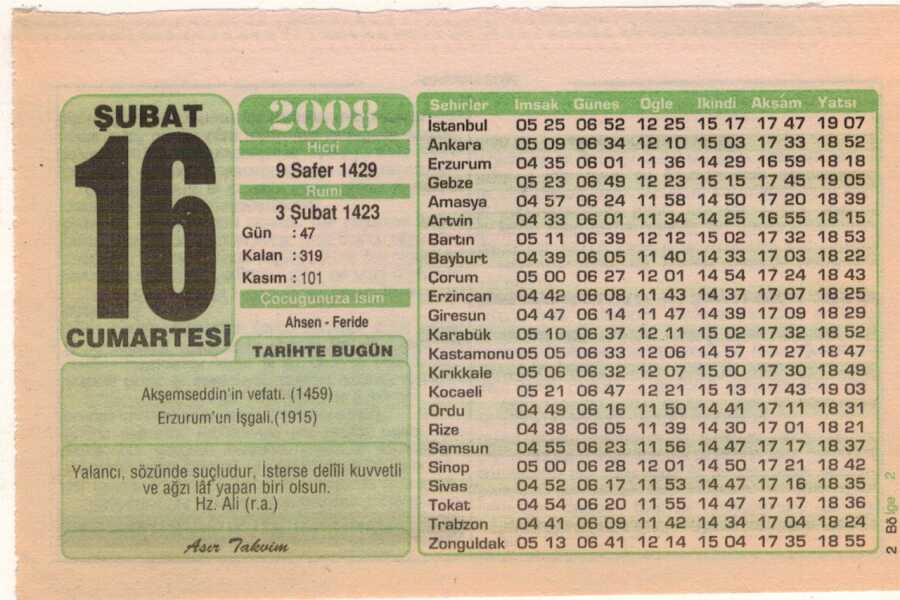 ŞUBAT
16
CUMARTESİ
2008
Hicri
9 Safer 1429
Rumi
3 Şubat 1423
Gün : 47
Kalan : 319
Kasım : 101
Çocuğunuza İsim
Ahsen - Feride
TARİHTE BUGÜN
Akşemseddin'in vefatı. (1459)
Erzurum'un İşgali.(1915)
Yalancı, sözünde suçludur, İsterse delîli kuvvetli
ve ağzı lâf yapan biri olsun.
Hz. Ali (r.a.)
Asır Takvim
Şehirler İmsak Güneş Öğle İkindi Akşam Yatsı
İstanbul 05 25 06 52 12 25 15 17 17 47 19 07
Ankara 05 09 06 34 12 10 15 03 17 33 18 52
Erzurum 04 35 06 01 11 36 14 29 16 59 18 18
Gebze 05 23 06 49 12 23 15 15 17 45 19 05
Amasya 04 57 06 24 11 58 14 50 17 20 18 39
Artvin 04 33 06 01 11 34 14 25 16 55 18 15
Bartın 05 11 06 39 12 12 15 02 17 32 18 53
Bayburt 04 39 06 05 11 40 14 33 17 03 18 22
Çorum 05 00 06 27 12 01 14 54 17 24 18 43
Erzincan 04 42 06 08 11 43 14 37 17 07 18 25
Giresun 04 47 06 14 11 47 14 39 17 09 18 29
Karabük 05 10 06 37 12 11 15 02 17 32 18 52
Kastamonu 05 05 06 33 12 06 14 57 17 27 18 47
Kırıkkale 05 06 06 32 12 07 15 00 17 30 18 49
Kocaeli 05 21 06 47 12 21 15 13 17 43 19 03
Ordu 04 49 06 16 11 50 14 41 17 11 18 31
Rize 04 38 06 05 11 39 14 30 17 01 18 21
Samsun 04 55 06 23 11 56 14 47 17 17 18 37
Sinop 05 00 06 28 12 01 14 50 17 21 18 42
Sivas 04 52 06 17 11 53 14 47 17 16 18 35
Tokat 04 54 06 20 11 55 14 47 17 17 18 36
Trabzon 04 41 06 09 11 42 14 34 17 04 18 24
Zonguldak 05 13 06 41 12 14 15 04 17 35 18 55
2 Bölge 2